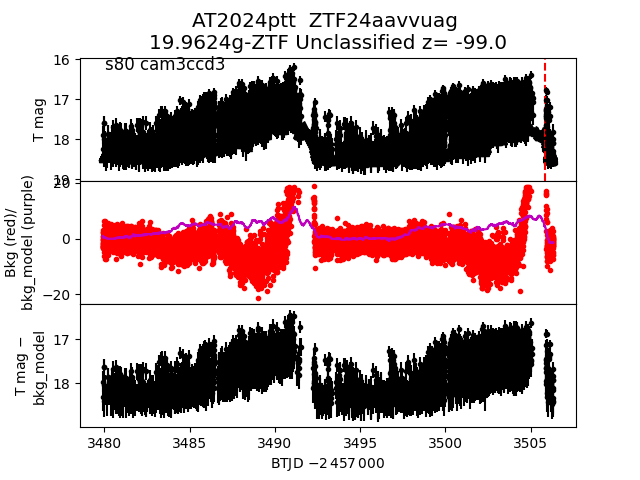 AT2024ptt ZTF24aavvuag
19.9624g-ZTF Unclassified z= -99.0
s80 cam3ccd3
T mag
16
17
18
19
Bkg (red)/
bkg_model (purple)
20
0
−20
T mag −
bkg_model
17
18
3480 3485 3490 3495 3500 3505
BTJD −2 457 000